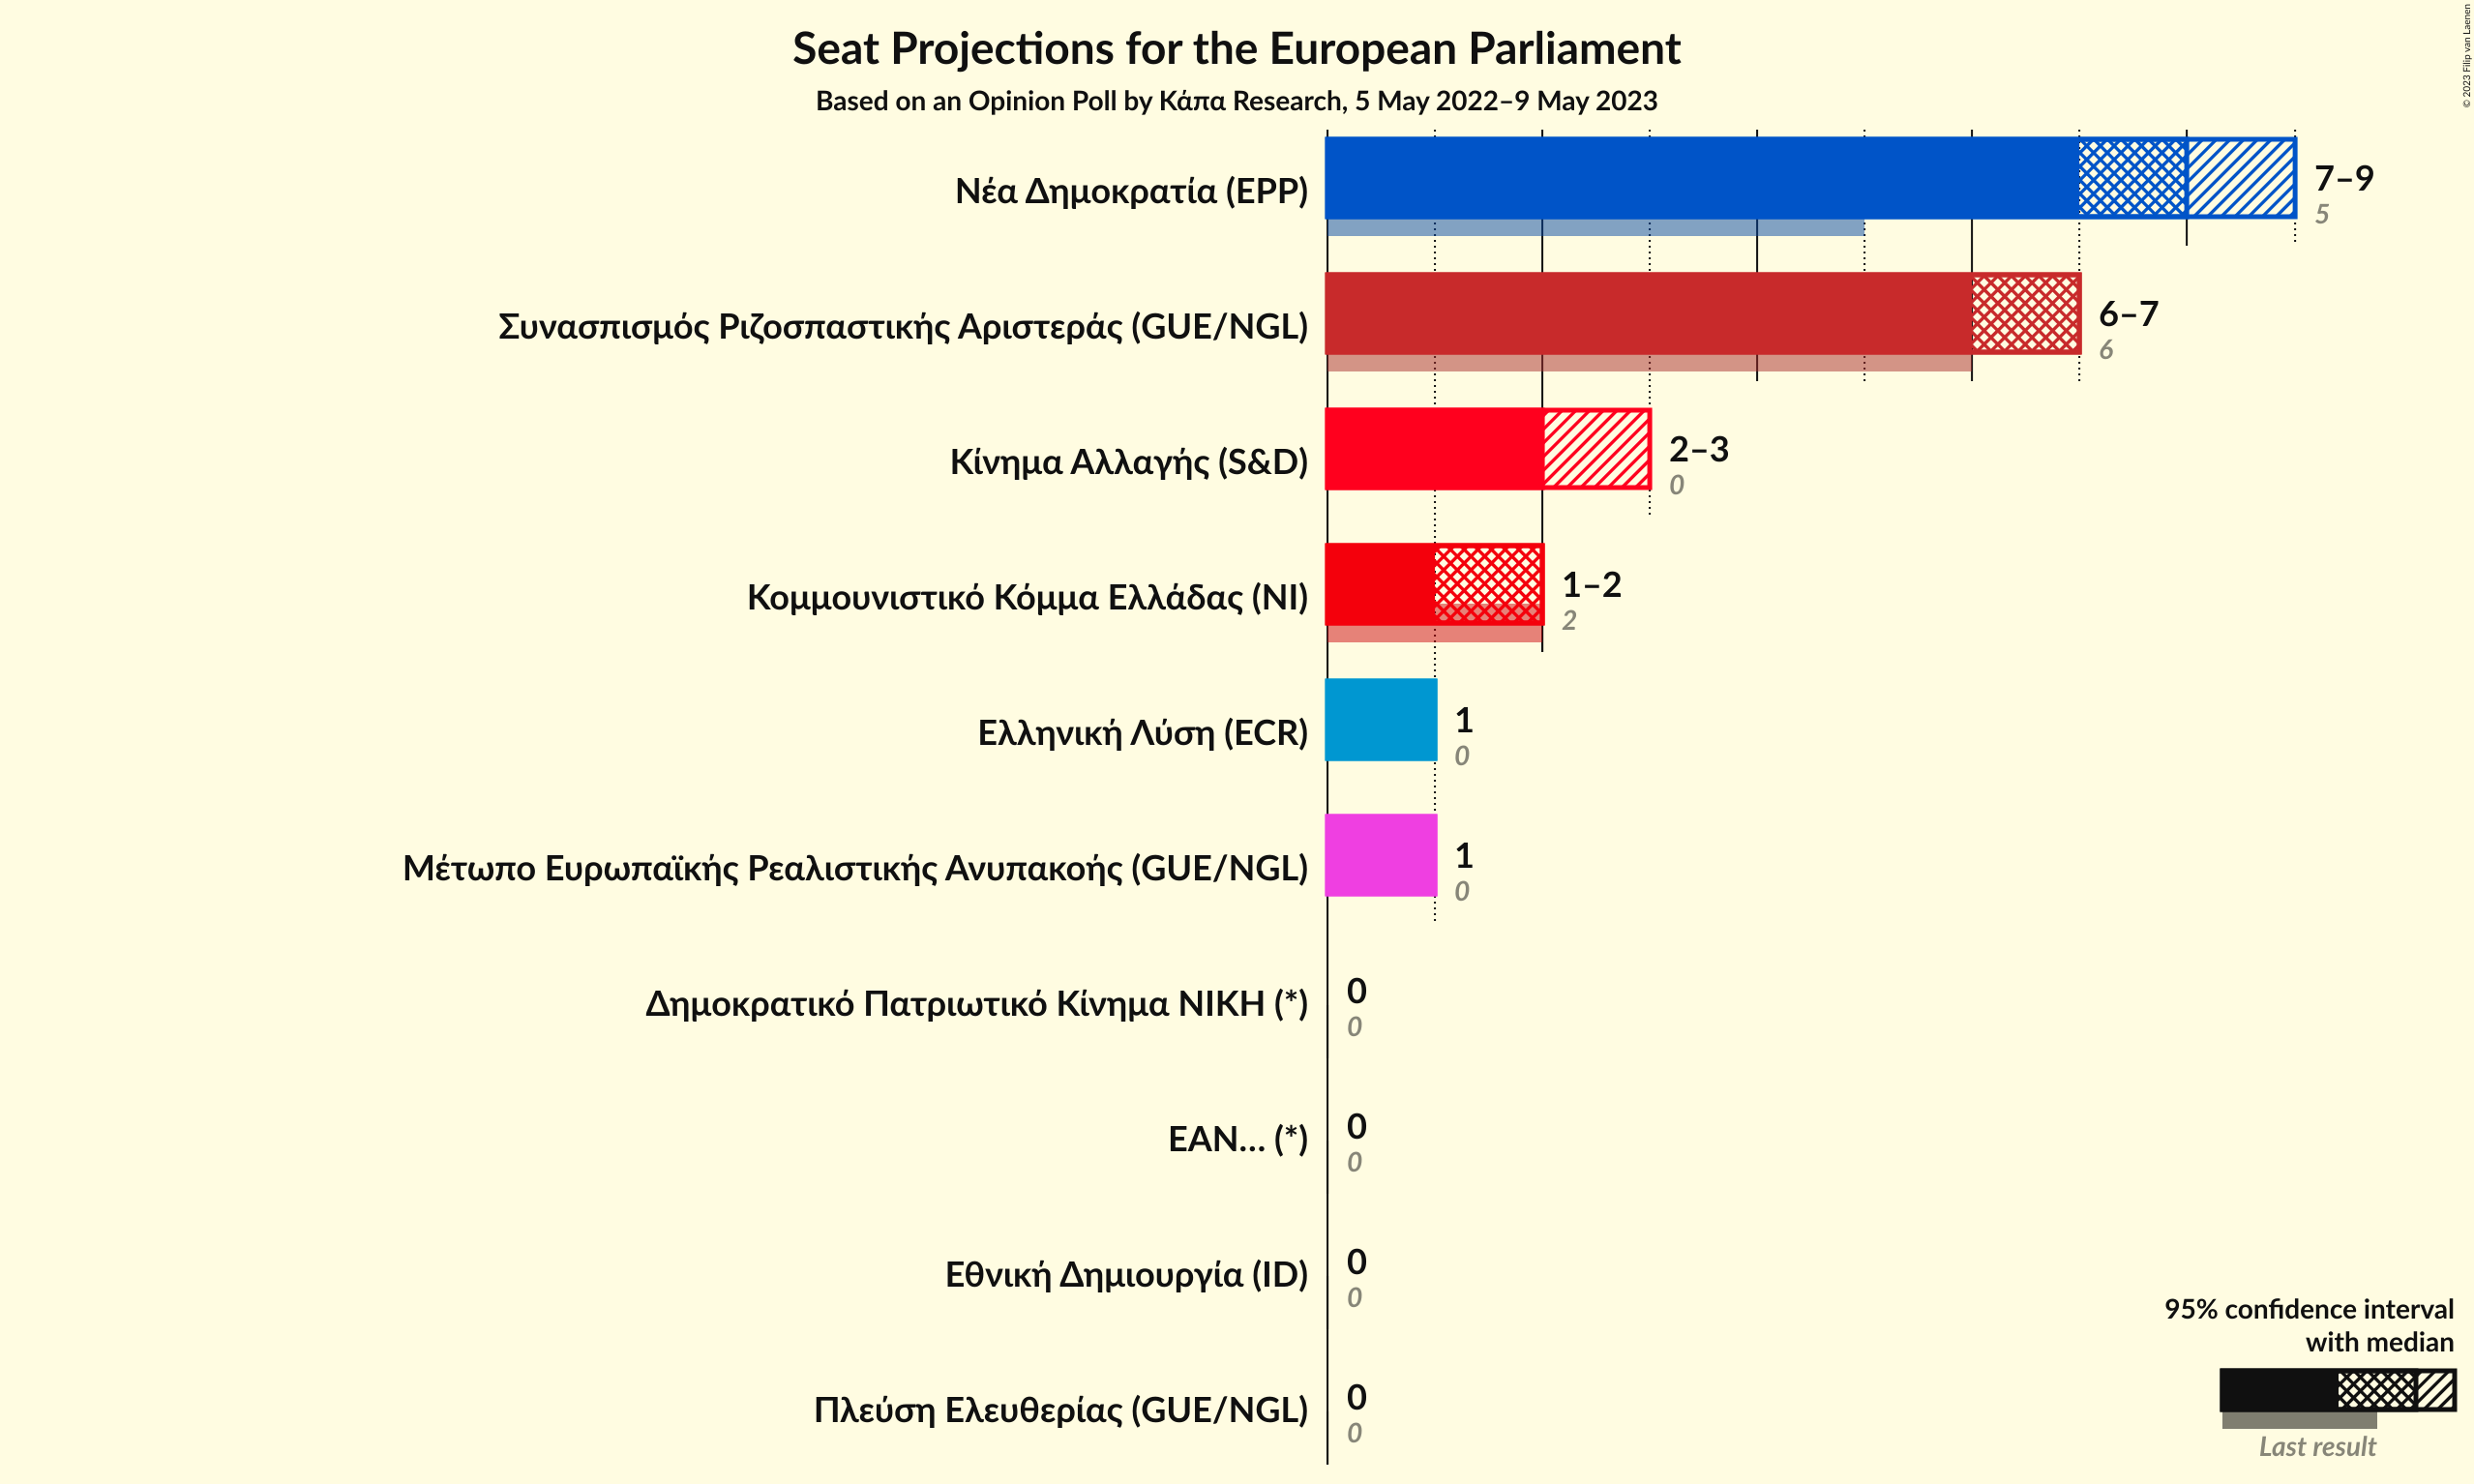 Seat Projections for the European Parliament
Based on an Opinion Poll by Κάπα Research, 5 May 2022–9 May 2023
© 2023 Filip van Laenen
Νέα Δημοκρατία (EPP)
7–9
5
Συνασπισμός Ριζοσπαστικής Αριστεράς (GUE/NGL)
6–7
6
Κίνημα Αλλαγής (S&D)
2–3
0
Κομμουνιστικό Κόμμα Ελλάδας (NI)
1–2
2
Ελληνική Λύση (ECR)
1
0
Μέτωπο Ευρωπαϊκής Ρεαλιστικής Ανυπακοής (GUE/NGL)
1
0
Δημοκρατικό Πατριωτικό Κίνημα ΝΙΚΗ (*)
0
0
ΕΑΝ… (*)
0
0
Εθνική Δημιουργία (ID)
0
0
Πλεύση Ελευθερίας (GUE/NGL)
0
0
95% confidence interval
with median
Last result